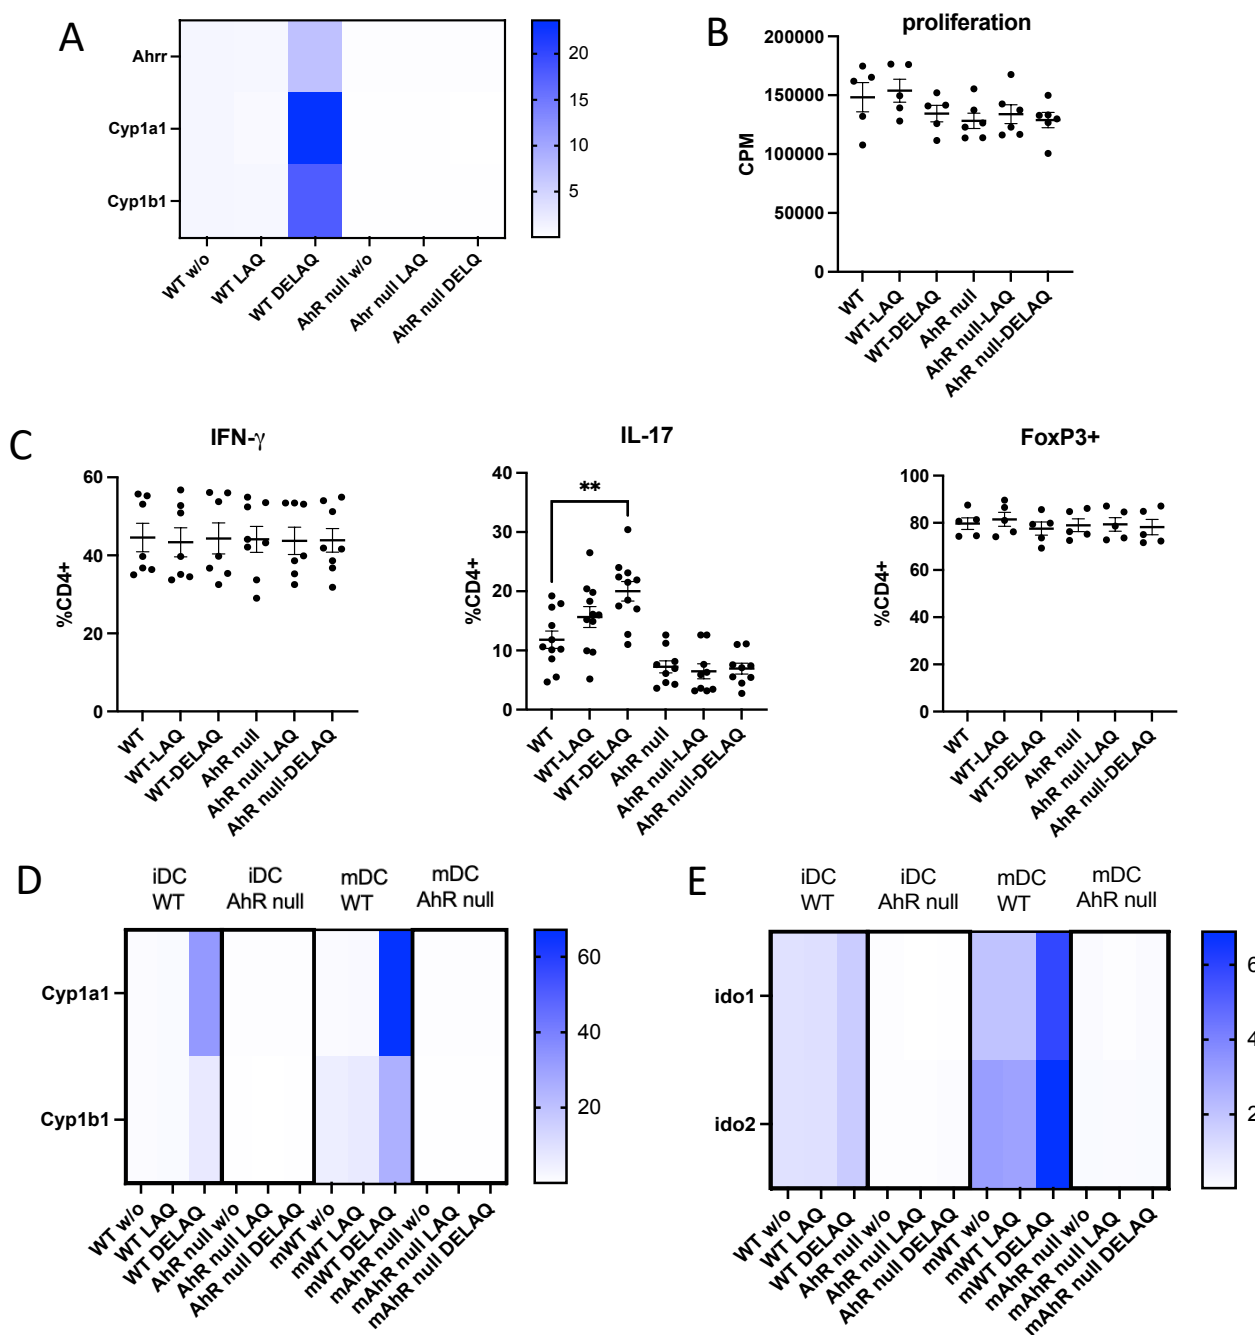 A
Ahrr
Cyp1a1
Cyp1b1
20
15
10
5
WT w/o
WT LAQ
WT DELAQ
AhR null w/o
Ahr null LAQ
AhR null DELQ
B
proliferation
200000
150000
100000
50000
0
CPM
WT
WT-LAQ
WT-DELAQ
AhR null
AhR null-LAQ
AhR null-DELAQ
C
IFN-γ
60
40
20
0
%CD4+
WT
WT-LAQ
WT-DELAQ
AhR null
AhR null-LAQ
AhR null-DELAQ
IL-17
**
40
30
20
10
0
%CD4+
WT
WT-LAQ
WT-DELAQ
AhR null
AhR null-LAQ
AhR null-DELAQ
FoxP3+
100
80
60
40
20
0
%CD4+
WT
WT-LAQ
WT-DELAQ
AhR null
AhR null-LAQ
AhR null-DELAQ
D
iDC
WT
iDC
AhR null
mDC
WT
mDC
AhR null
Cyp1a1
Cyp1b1
60
40
20
WT w/o
WT LAQ
WT DELAQ
AhR null w/o
AhR null LAQ
AhR null DELAQ
mWT w/o
mWT LAQ
mWT DELAQ
mAhR null w/o
mAhR null LAQ
mAhr null DELAQ
E
iDC
WT
iDC
AhR null
mDC
WT
mDC
AhR null
ido1
ido2
6
4
2
WT w/o
WT LAQ
WT DELAQ
AhR null w/o
AhR null LAQ
AhR null DELAQ
mWT w/o
mWT LAQ
mWT DELAQ
mAhR null w/o
mAhR null LAQ
mAhr null DELAQ